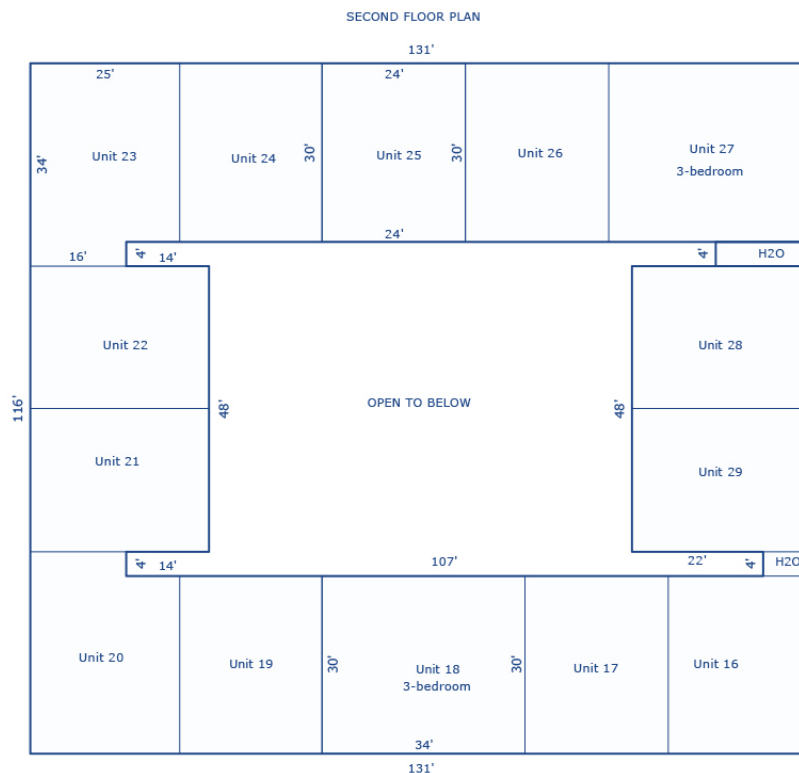 SECOND FLOOR PLAN
131'
25'
24'
34'
Unit 23
Unit 24
30'
Unit 25
30'
Unit 26
Unit 27
3-bedroom
24'
16'
4'
14'
4'
H2O
Unit 22
Unit 28
116'
48'
OPEN TO BELOW
48'
Unit 21
Unit 29
4'
14'
107'
22'
4'
H2O
Unit 20
Unit 19
30'
Unit 18
3-bedroom
30'
Unit 17
Unit 16
34'
131'